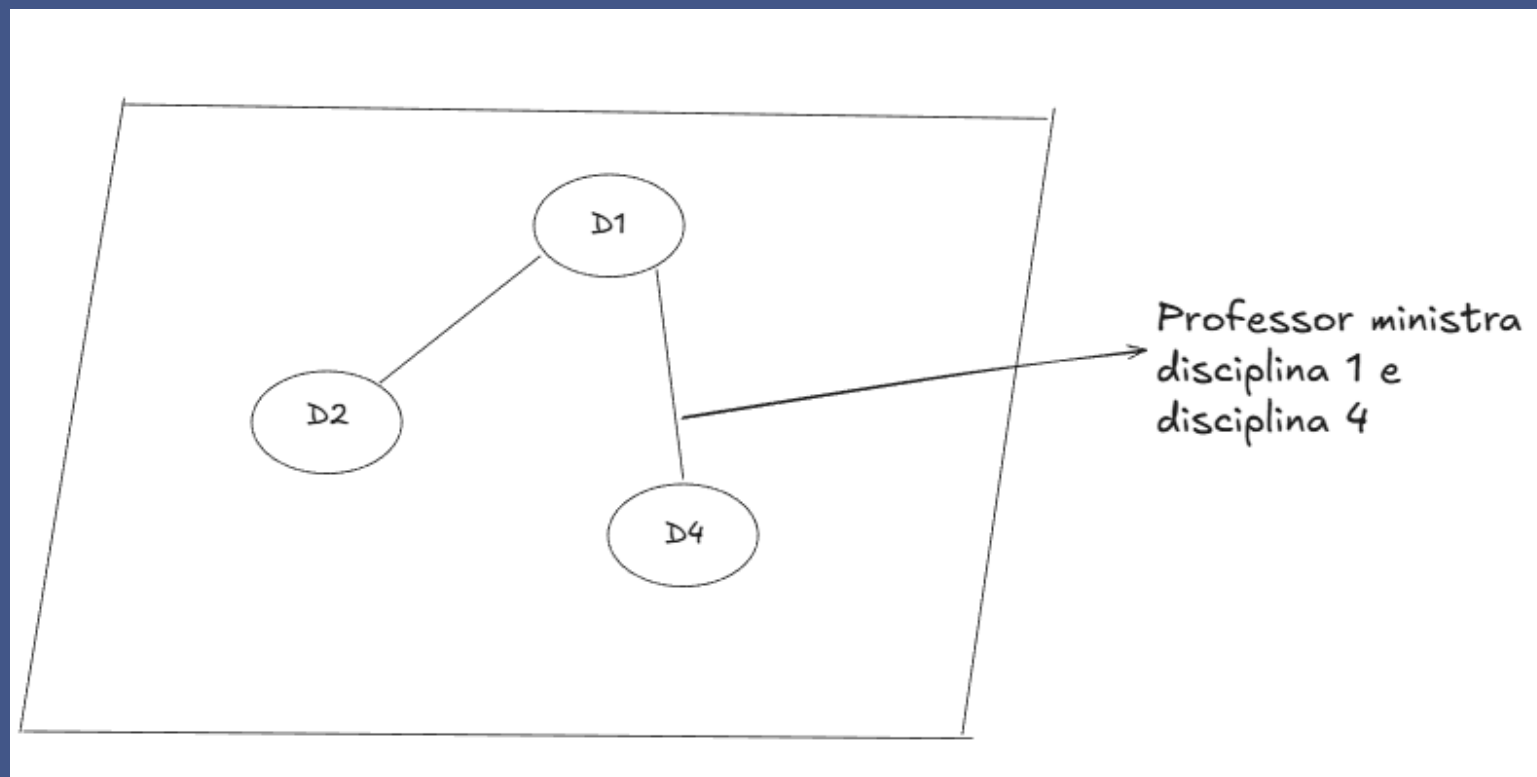 D1
D2
D4
Professor ministra
disciplina 1 e
disciplina 4